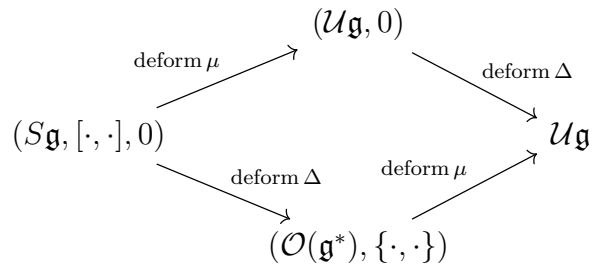 (𝒰𝔤, 0)
deform μ
deform Δ
(S𝔤, [·, ·], 0)
𝒰𝔤
deform Δ
deform μ
(𝒪(𝔤*), {·, ·})